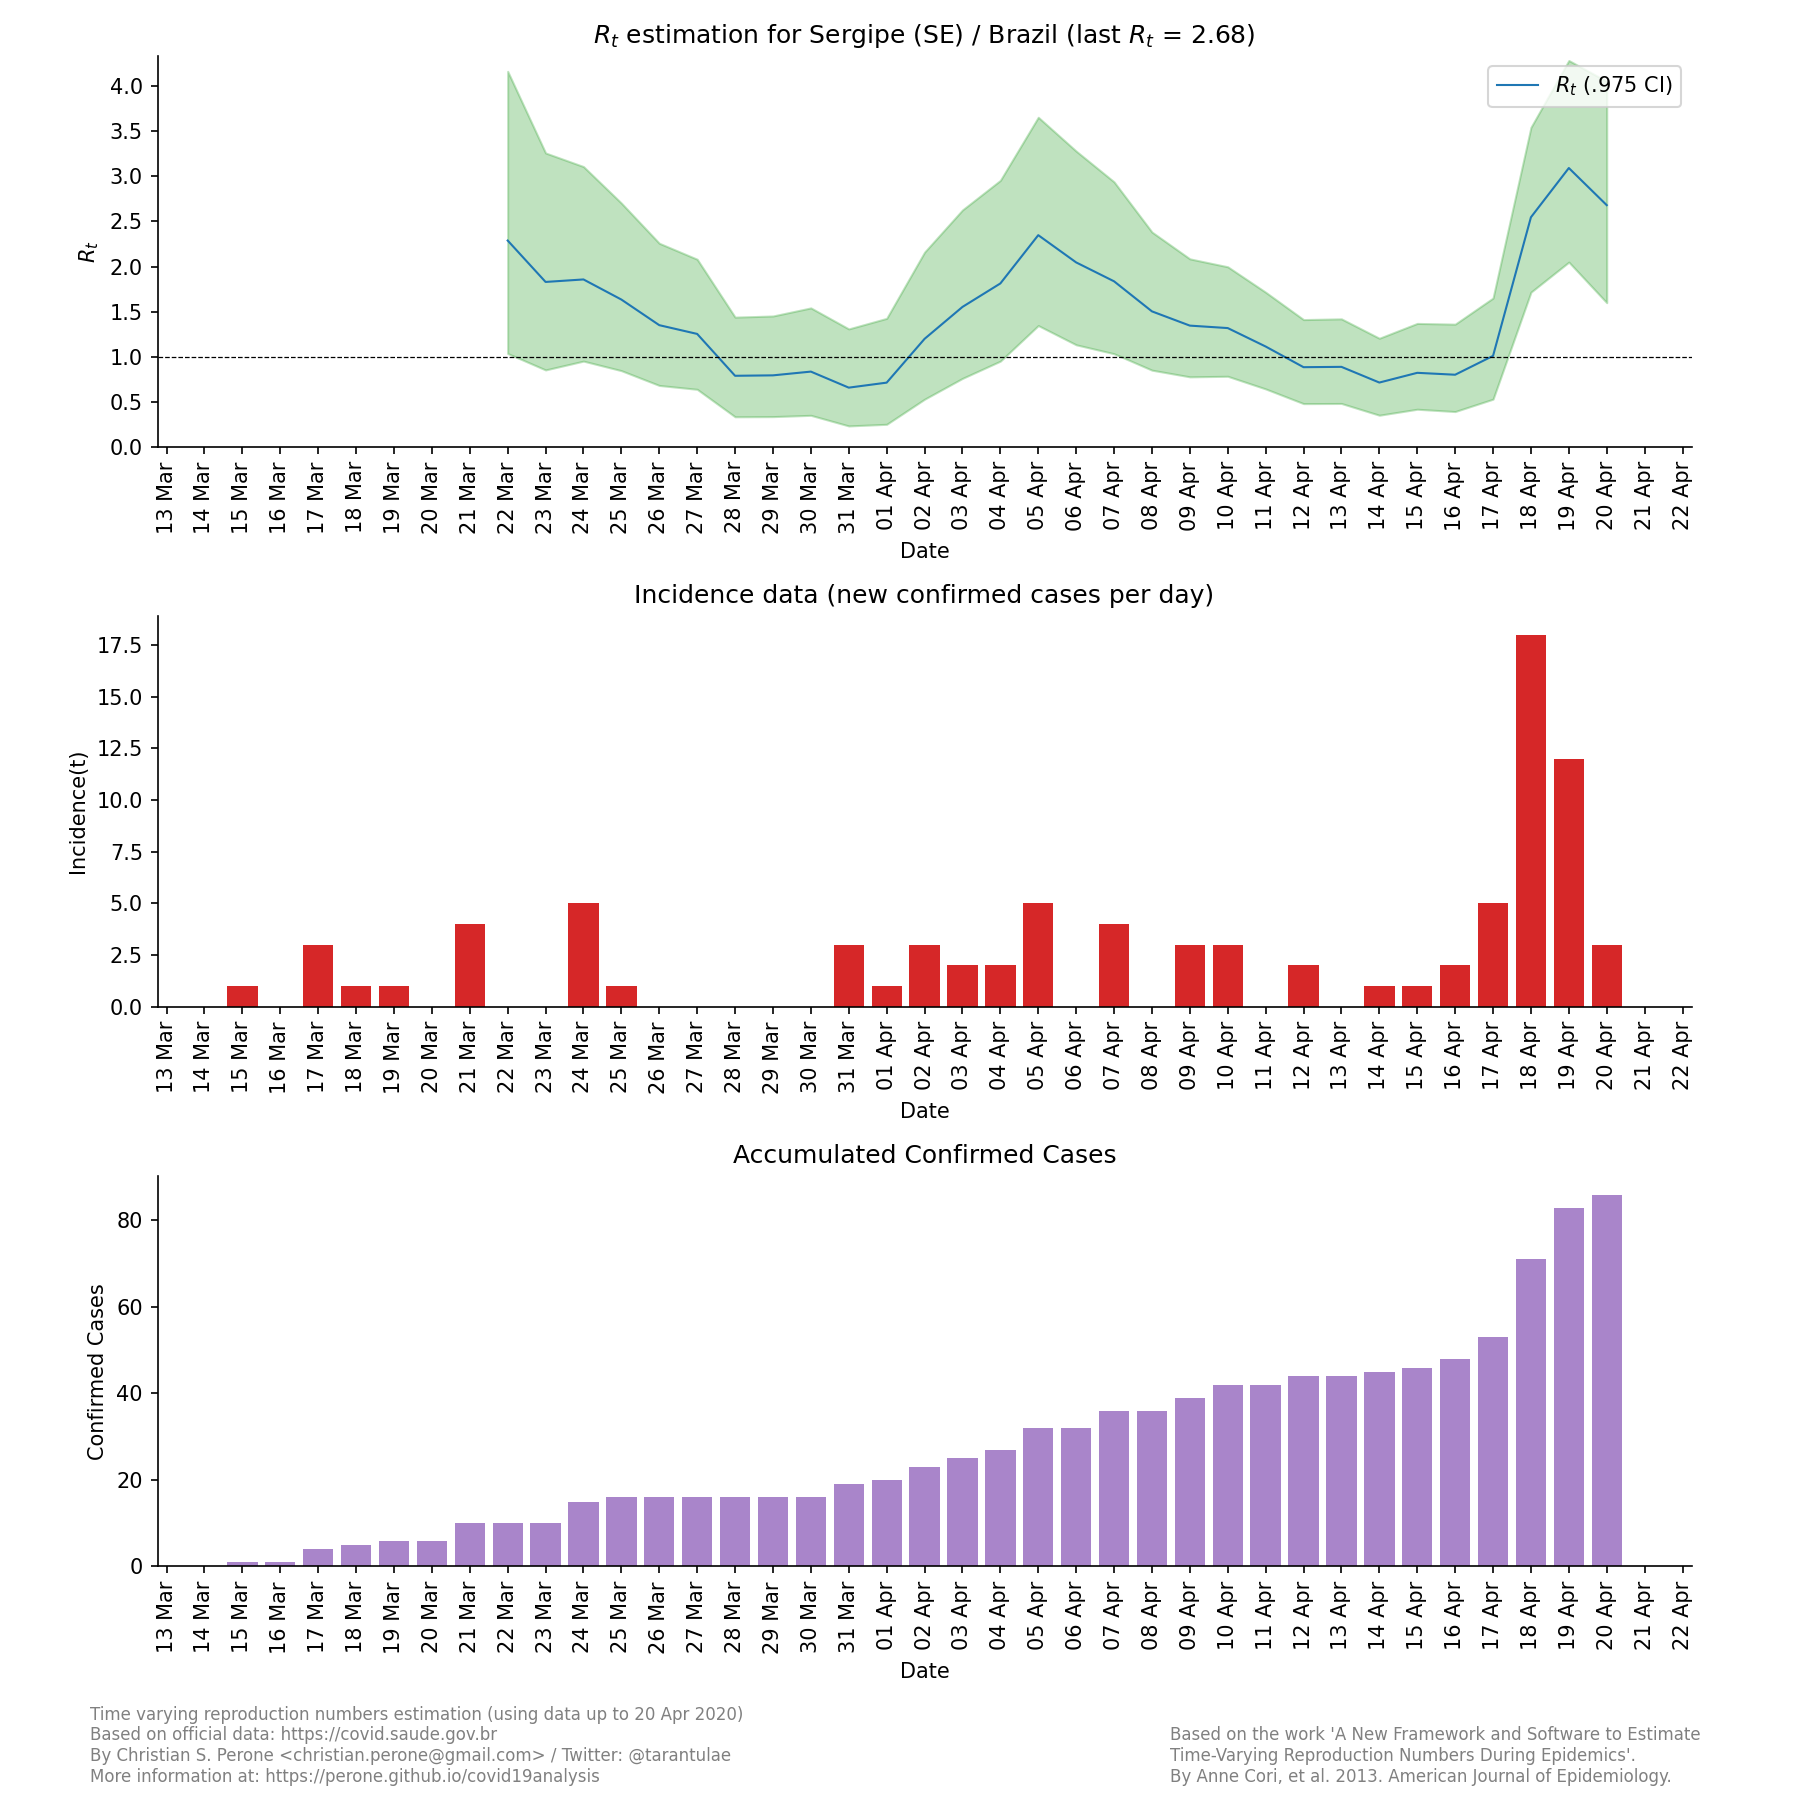 Rt estimation for Sergipe (SE) / Brazil (last Rt = 2.68)
Rt (.975 CI)
Rt
4.0
3.5
3.0
2.5
2.0
1.5
1.0
0.5
0.0
13 Mar 14 Mar 15 Mar 16 Mar 17 Mar 18 Mar 19 Mar 20 Mar 21 Mar 22 Mar 23 Mar 24 Mar 25 Mar 26 Mar 27 Mar 28 Mar 29 Mar 30 Mar 31 Mar 01 Apr 02 Apr 03 Apr 04 Apr 05 Apr 06 Apr 07 Apr 08 Apr 09 Apr 10 Apr 11 Apr 12 Apr 13 Apr 14 Apr 15 Apr 16 Apr 17 Apr 18 Apr 19 Apr 20 Apr 21 Apr 22 Apr
Date
Incidence data (new confirmed cases per day)
Incidence(t)
17.5
15.0
12.5
10.0
7.5
5.0
2.5
0.0
13 Mar 14 Mar 15 Mar 16 Mar 17 Mar 18 Mar 19 Mar 20 Mar 21 Mar 22 Mar 23 Mar 24 Mar 25 Mar 26 Mar 27 Mar 28 Mar 29 Mar 30 Mar 31 Mar 01 Apr 02 Apr 03 Apr 04 Apr 05 Apr 06 Apr 07 Apr 08 Apr 09 Apr 10 Apr 11 Apr 12 Apr 13 Apr 14 Apr 15 Apr 16 Apr 17 Apr 18 Apr 19 Apr 20 Apr 21 Apr 22 Apr
Date
Accumulated Confirmed Cases
Confirmed Cases
80
60
40
20
0
13 Mar 14 Mar 15 Mar 16 Mar 17 Mar 18 Mar 19 Mar 20 Mar 21 Mar 22 Mar 23 Mar 24 Mar 25 Mar 26 Mar 27 Mar 28 Mar 29 Mar 30 Mar 31 Mar 01 Apr 02 Apr 03 Apr 04 Apr 05 Apr 06 Apr 07 Apr 08 Apr 09 Apr 10 Apr 11 Apr 12 Apr 13 Apr 14 Apr 15 Apr 16 Apr 17 Apr 18 Apr 19 Apr 20 Apr 21 Apr 22 Apr
Date
Time varying reproduction numbers estimation (using data up to 20 Apr 2020)
Based on official data: https://covid.saude.gov.br
By Christian S. Perone <christian.perone@gmail.com> / Twitter: @tarantulae
More information at: https://perone.github.io/covid19analysis
Based on the work 'A New Framework and Software to Estimate
Time-Varying Reproduction Numbers During Epidemics'.
By Anne Cori, et al. 2013. American Journal of Epidemiology.